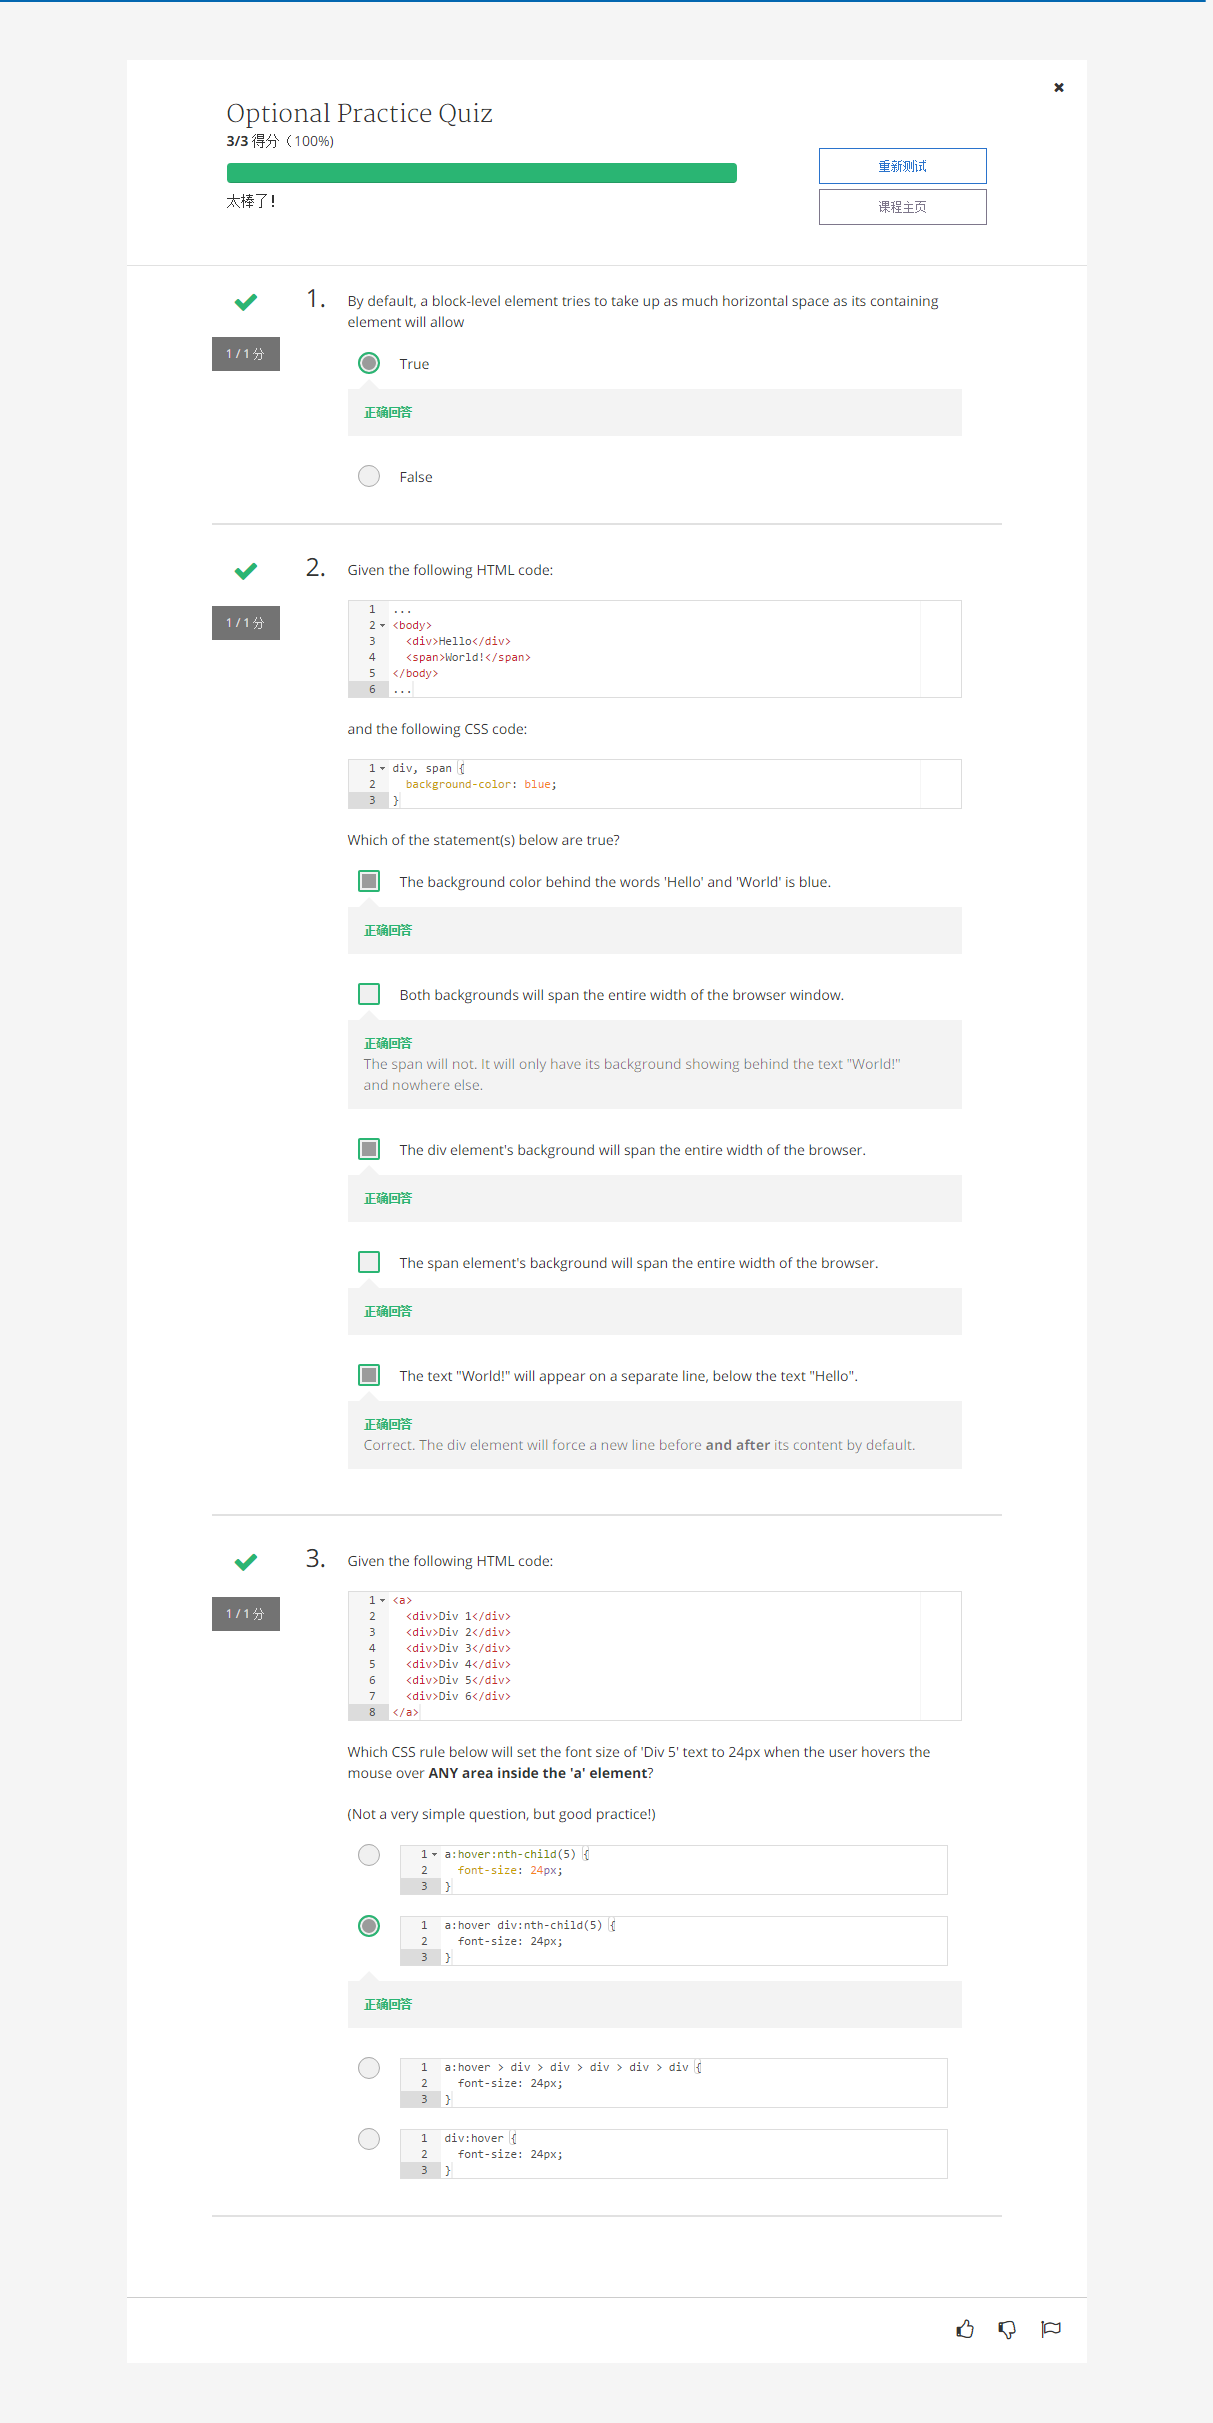 Optional Practice Quiz
3/3 得分（100%)
重新测试
太棒了！
课程主页
1. By default, a block-level element tries to take up as much horizontal space as its containing
element will allow
1 / 1 分
True
正确回答
False
2. Given the following HTML code:
1 / 1 分
1 ...
2 <body>
3 <div>Hello</div>
4 <span>World!</span>
5 </body>
6 ...
and the following CSS code:
1 div, span {
2 background-color: blue;
3 }
Which of the statement(s) below are true?
The background color behind the words 'Hello' and 'World' is blue.
正确回答
Both backgrounds will span the entire width of the browser window.
正确回答
The span will not. It will only have its background showing behind the text "World!"
and nowhere else.
The div element's background will span the entire width of the browser.
正确回答
The span element's background will span the entire width of the browser.
正确回答
The text "World!" will appear on a separate line, below the text "Hello".
正确回答
Correct. The div element will force a new line before and after its content by default.
3. Given the following HTML code:
1 / 1 分
1 <a>
2 <div>Div 1</div>
3 <div>Div 2</div>
4 <div>Div 3</div>
5 <div>Div 4</div>
6 <div>Div 5</div>
7 <div>Div 6</div>
8 </a>
Which CSS rule below will set the font size of 'Div 5' text to 24px when the user hovers the
mouse over ANY area inside the 'a' element?
(Not a very simple question, but good practice!)
1 a:hover:nth-child(5) {
2 font-size: 24px;
3 }
1 a:hover div:nth-child(5) {
2 font-size: 24px;
3 }
正确回答
1 a:hover > div > div > div > div > div {
2 font-size: 24px;
3 }
1 div:hover {
2 font-size: 24px;
3 }